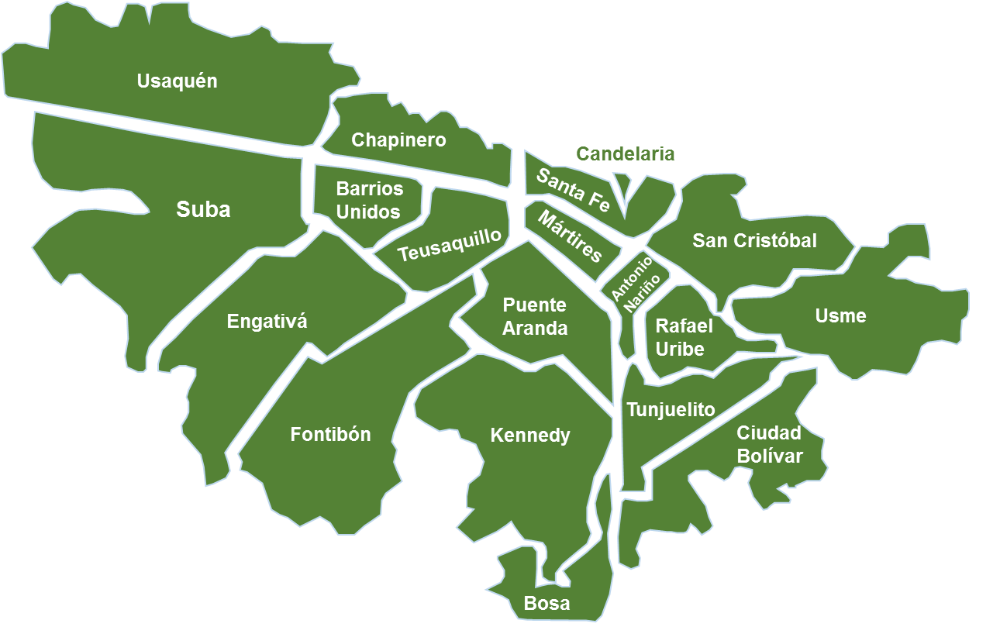 Usaquén
Chapinero
Candelaria
Santa Fe
Barrios
Unidos
Suba
Teusaquillo
Mártires
San Cristóbal
Antonio
Nariño
Puente
Aranda
Engativá
Rafael
Uribe
Usme
Tunjuelito
Fontibón
Kennedy
Ciudad
Bolívar
Bosa